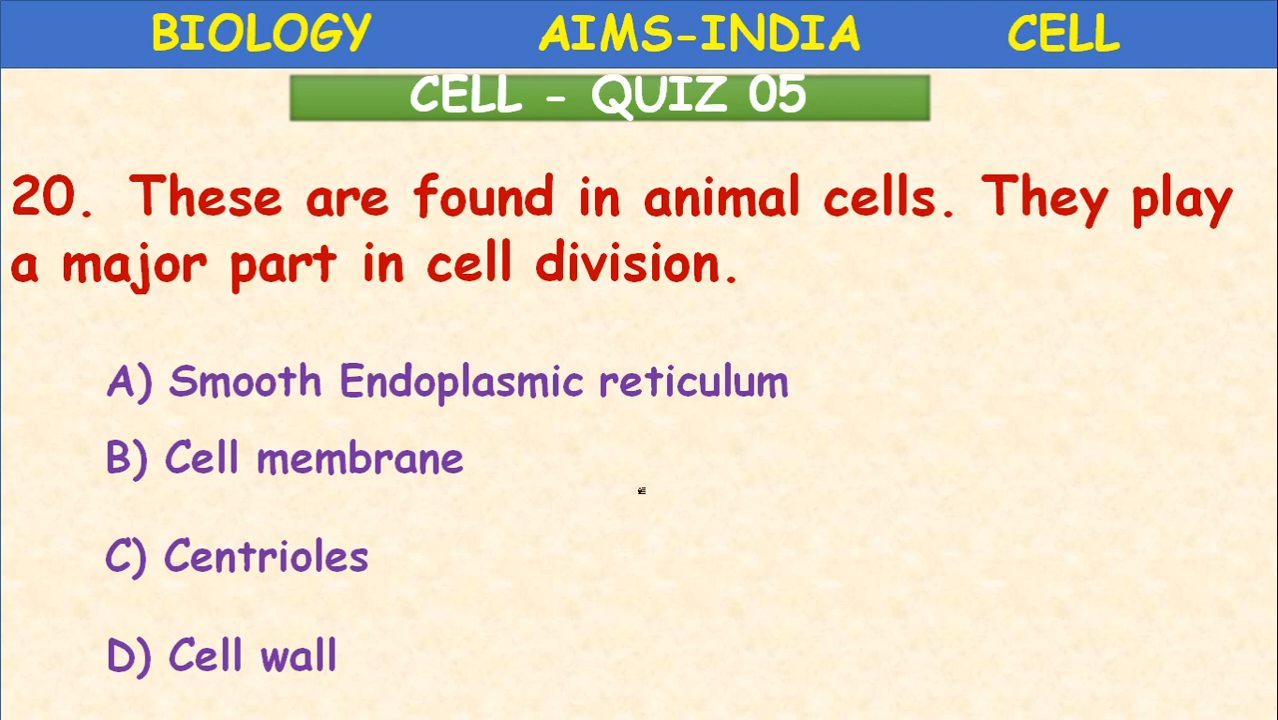 BIOLOGY AIMS-INDIA CELL
CELL - QUIZ 05
20. These are found in animal cells. They play
a major part in cell division.
A) Smooth Endoplasmic reticulum
B) Cell membrane
C) Centrioles
D) Cell wall